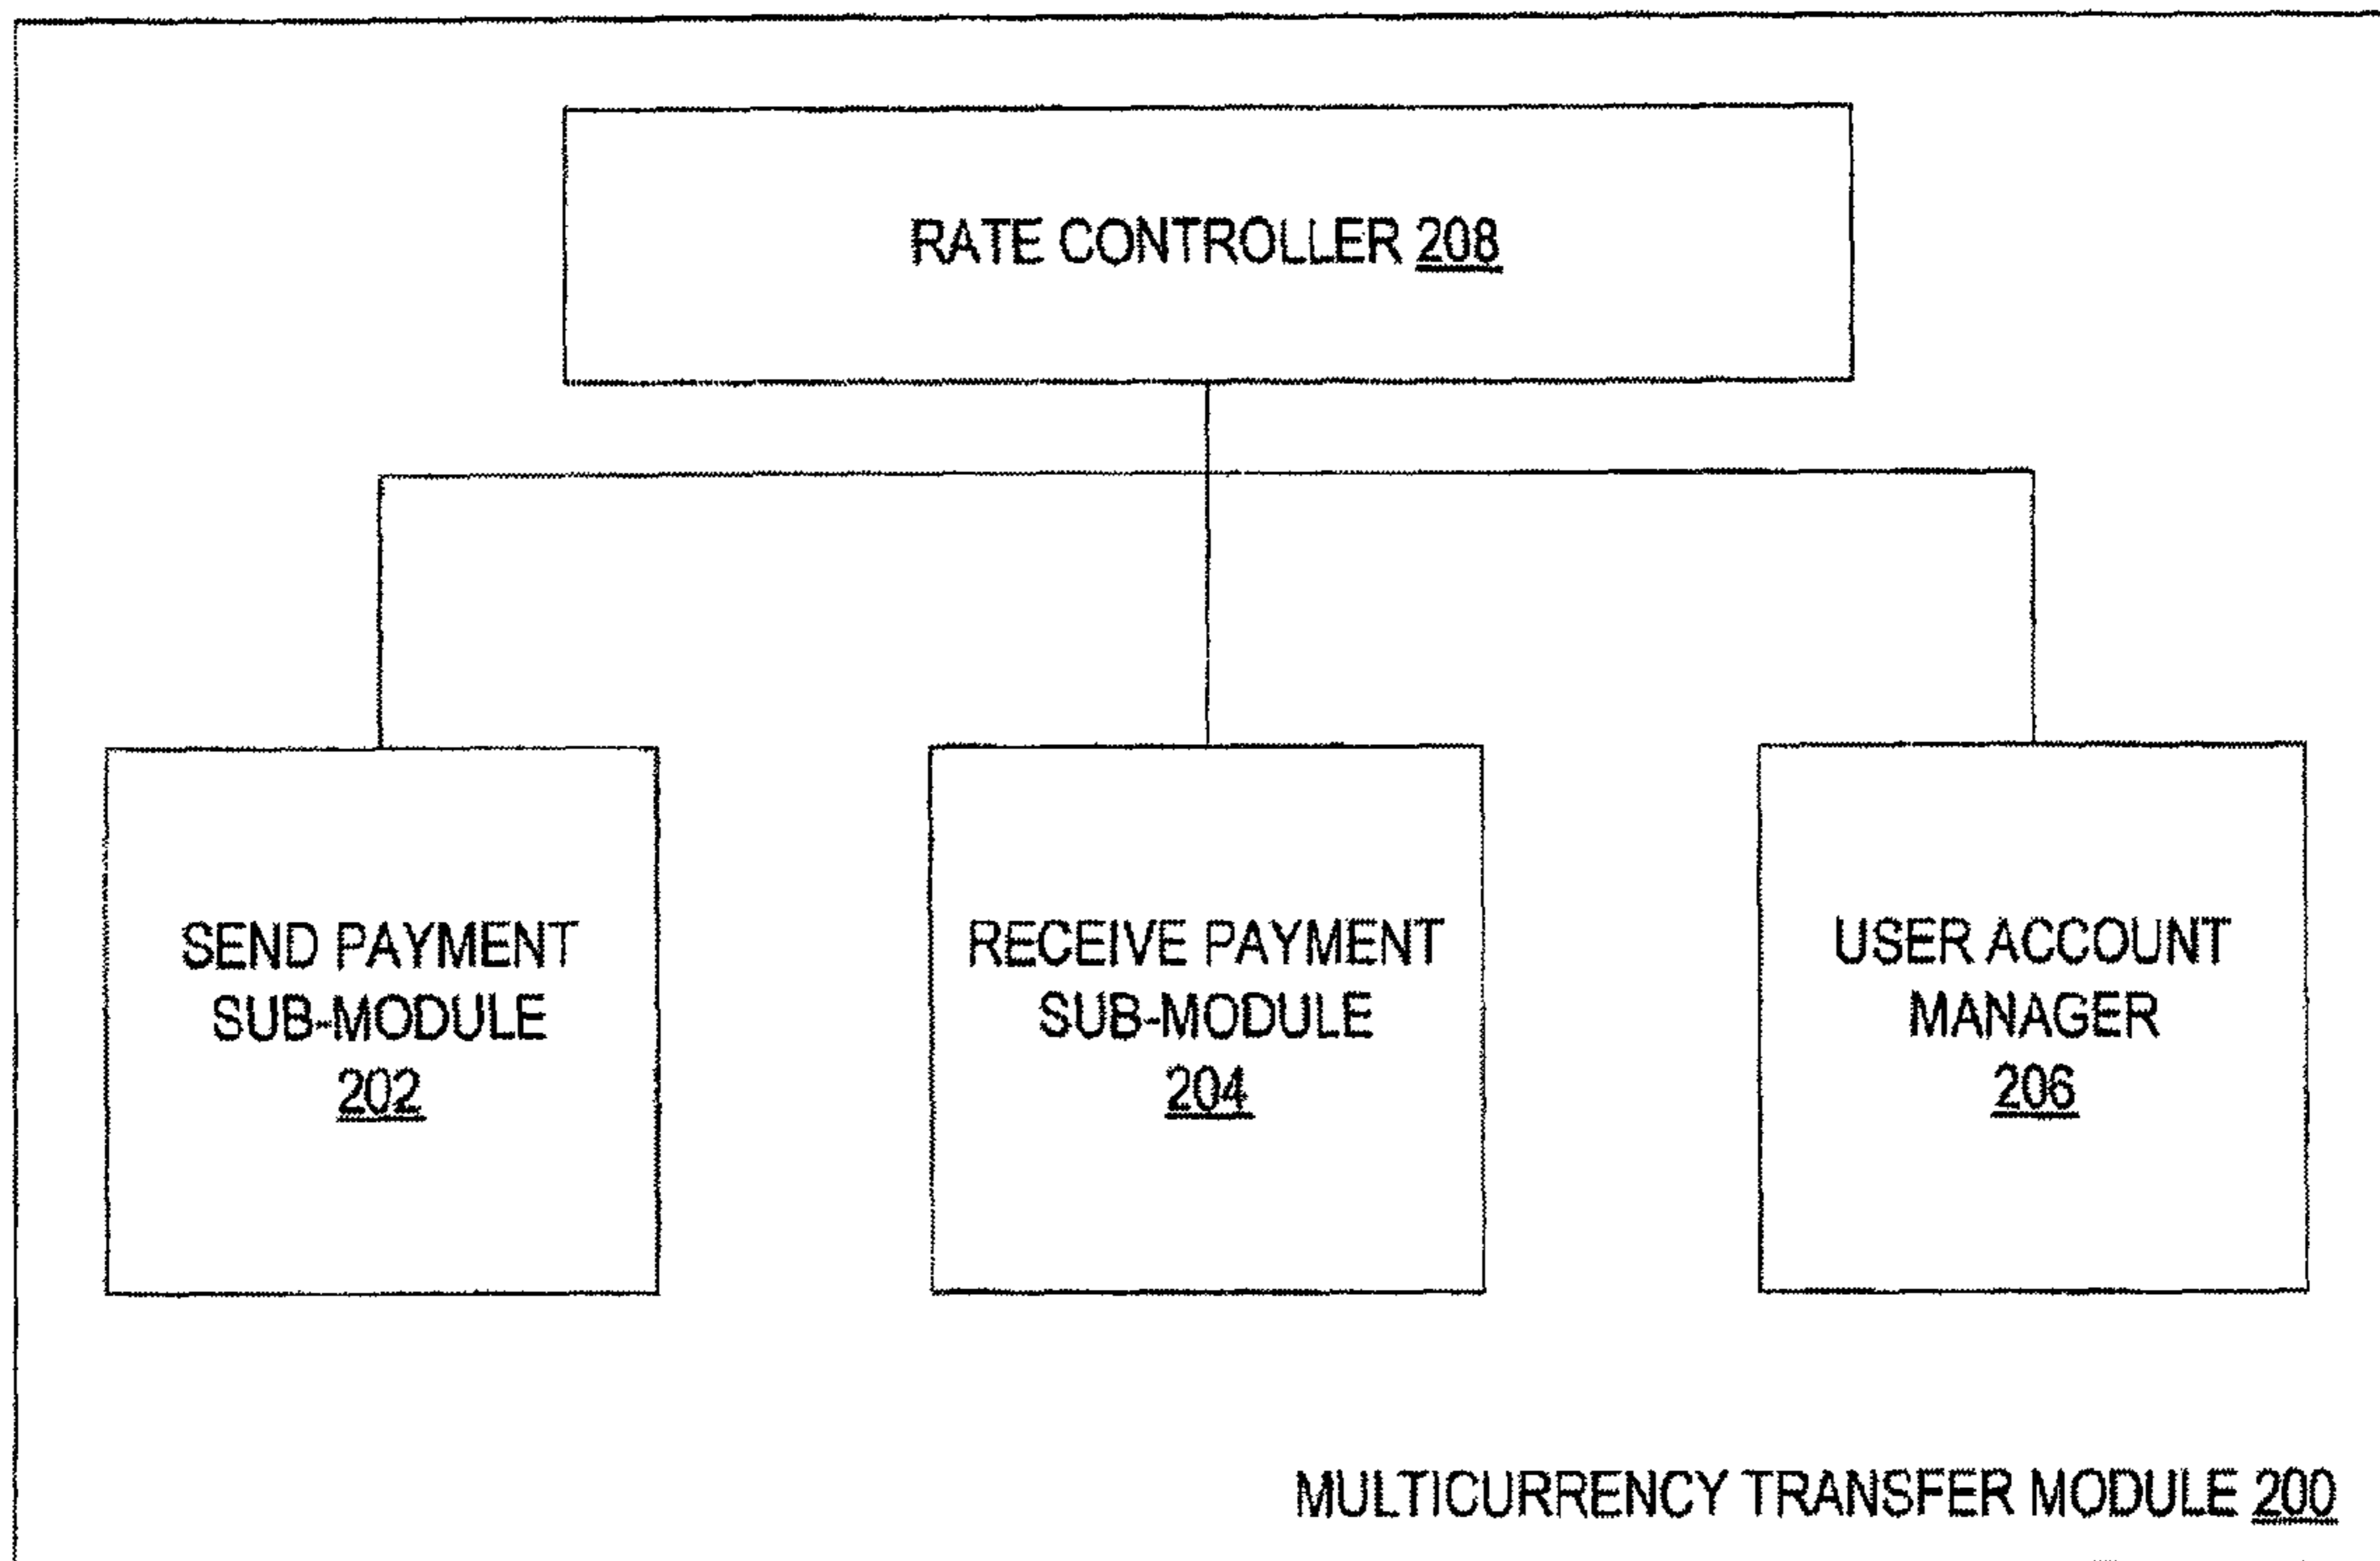 RATE CONTROLLER 208
SEND PAYMENT
SUB-MODULE
202
RECEIVE PAYMENT
SUB-MODULE
204
USER ACCOUNT
MANAGER
206
MULTICURRENCY TRANSFER MODULE 200